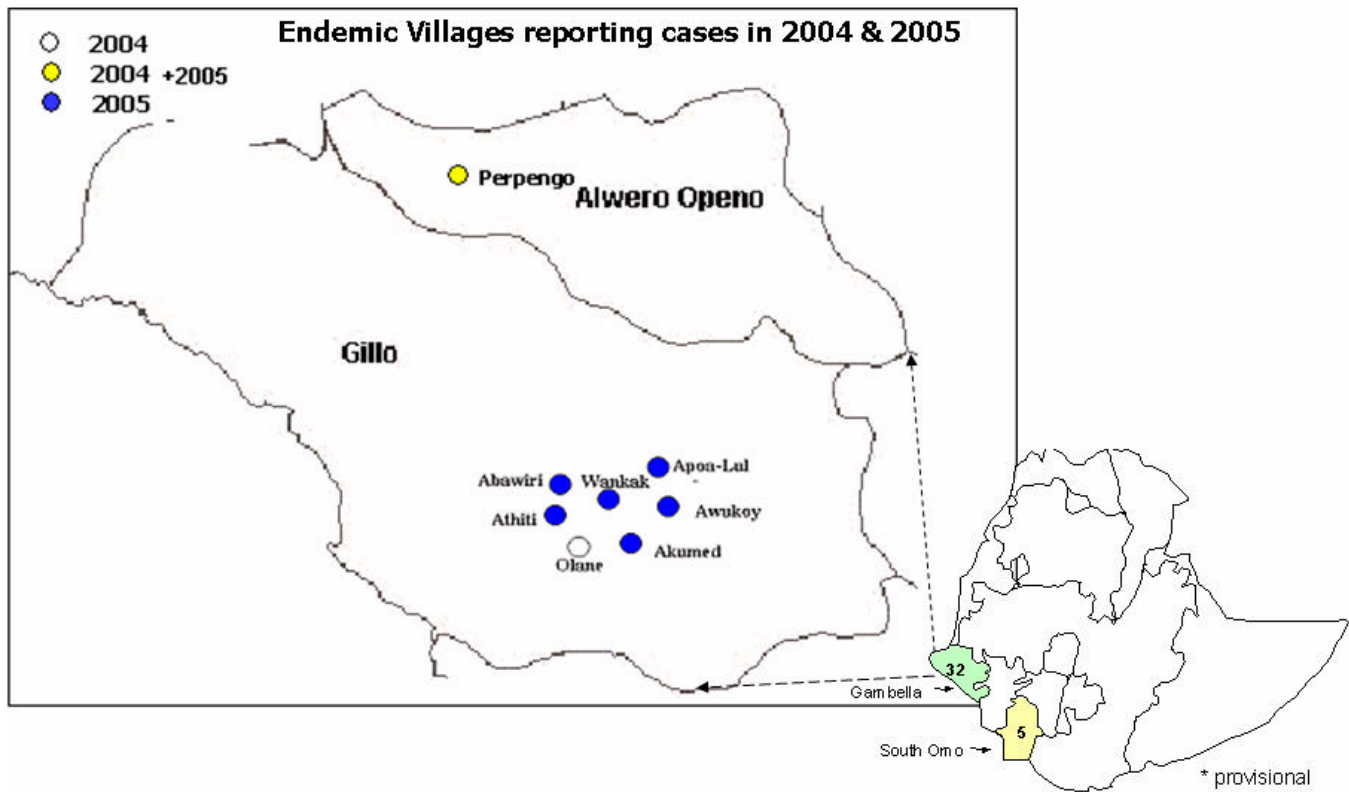 Endemic Villages reporting cases in 2004 & 2005
2004
2004 +2005
2005
Perpengo
Alwero Openo
Gillo
Apoa-Lul
Abawiri
Wankak
Athiti
Awukoy
Akumed
Olane
32
Gambella
5
South Omo
* provisional